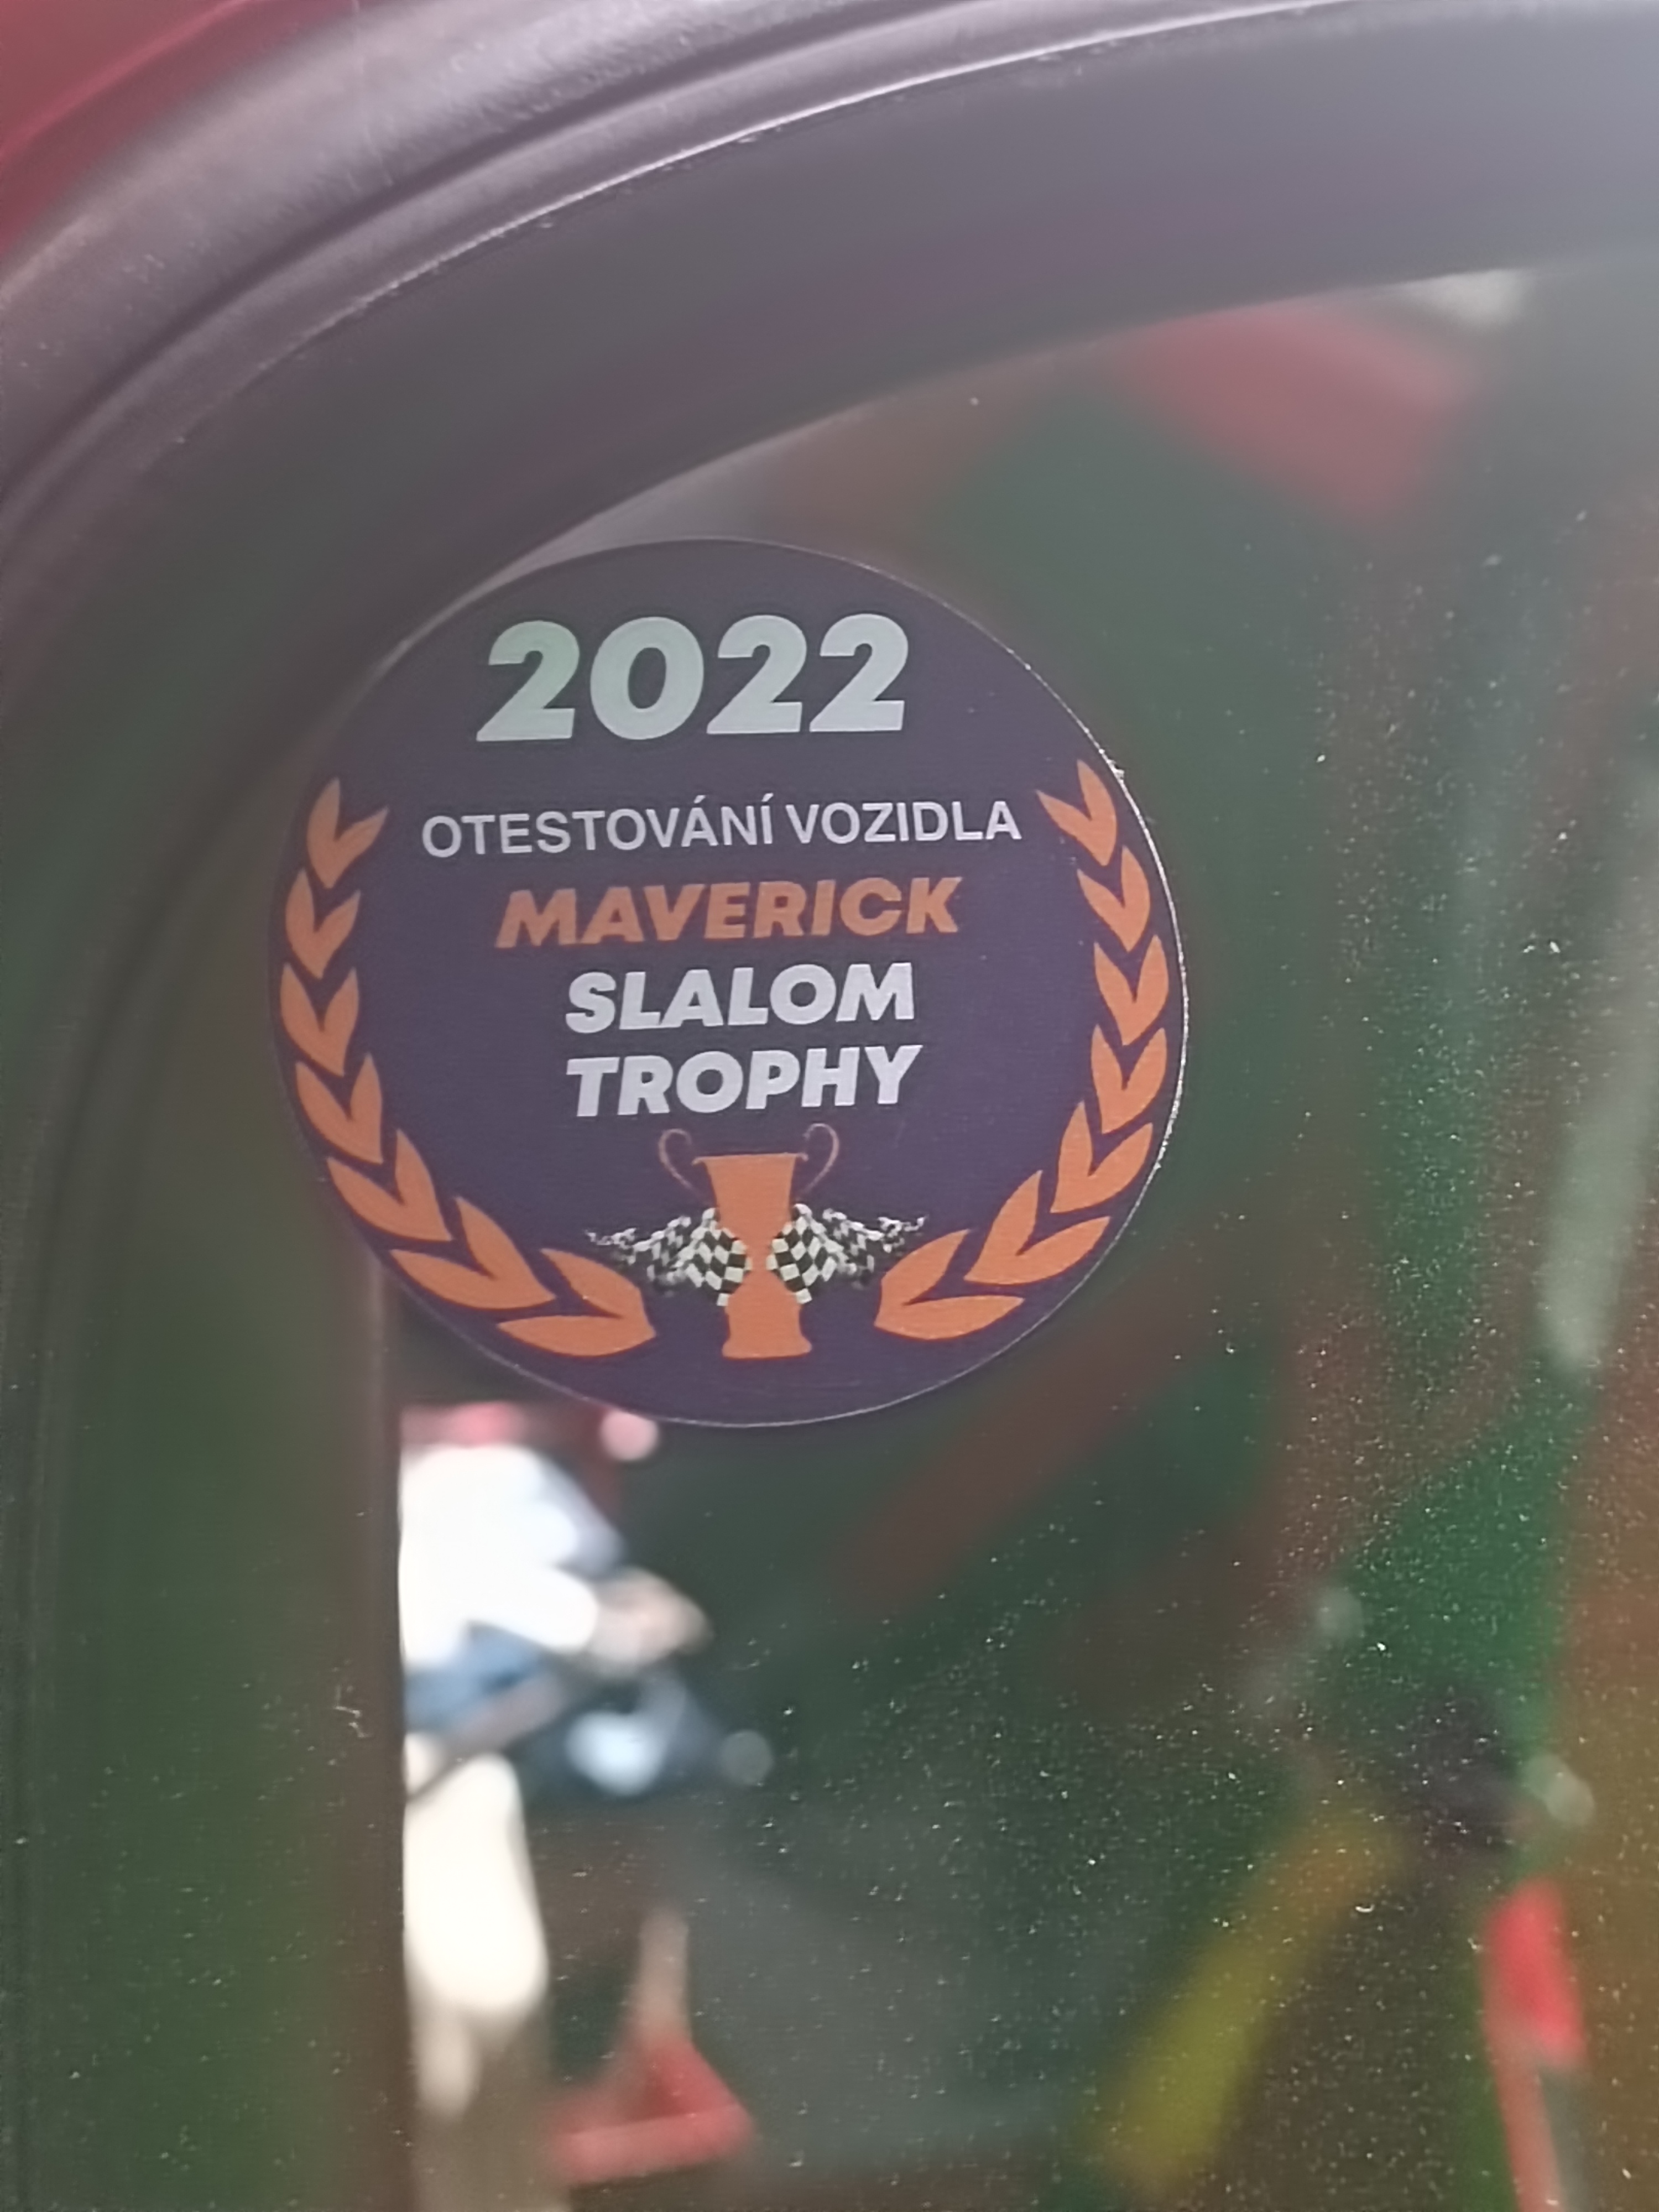 2022
OTESTOVÁNÍ VOZIDLA
MAVERICK
SLALOM
TROPHY